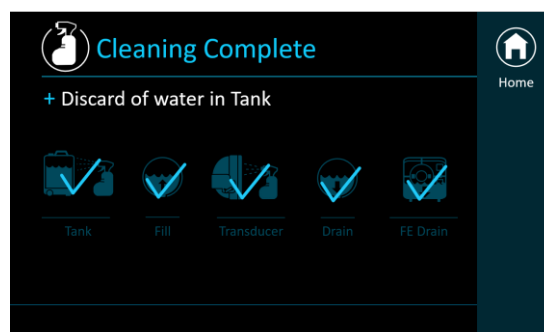 Cleaning Complete
Home
+ Discard of water in Tank
Tank Fill Transducer Drain FE Drain